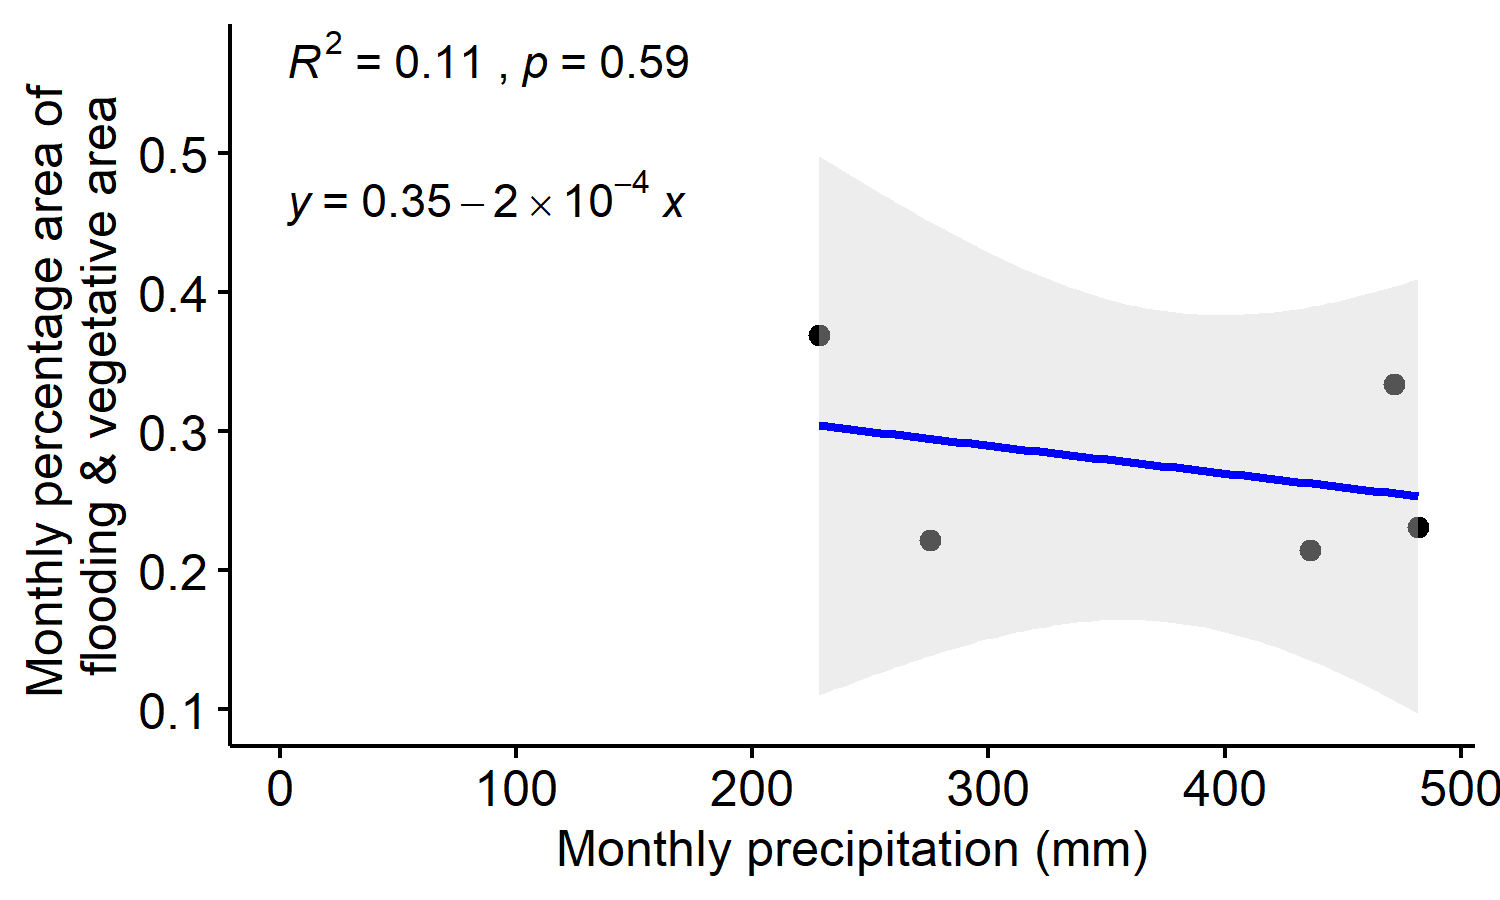 R² = 0.11 , p = 0.59
y = 0.35 − 2 × 10⁻⁴ x
Monthly percentage area of
flooding & vegetative area
0.5
0.4
0.3
0.2
0.1
0 100 200 300 400 500
Monthly precipitation (mm)